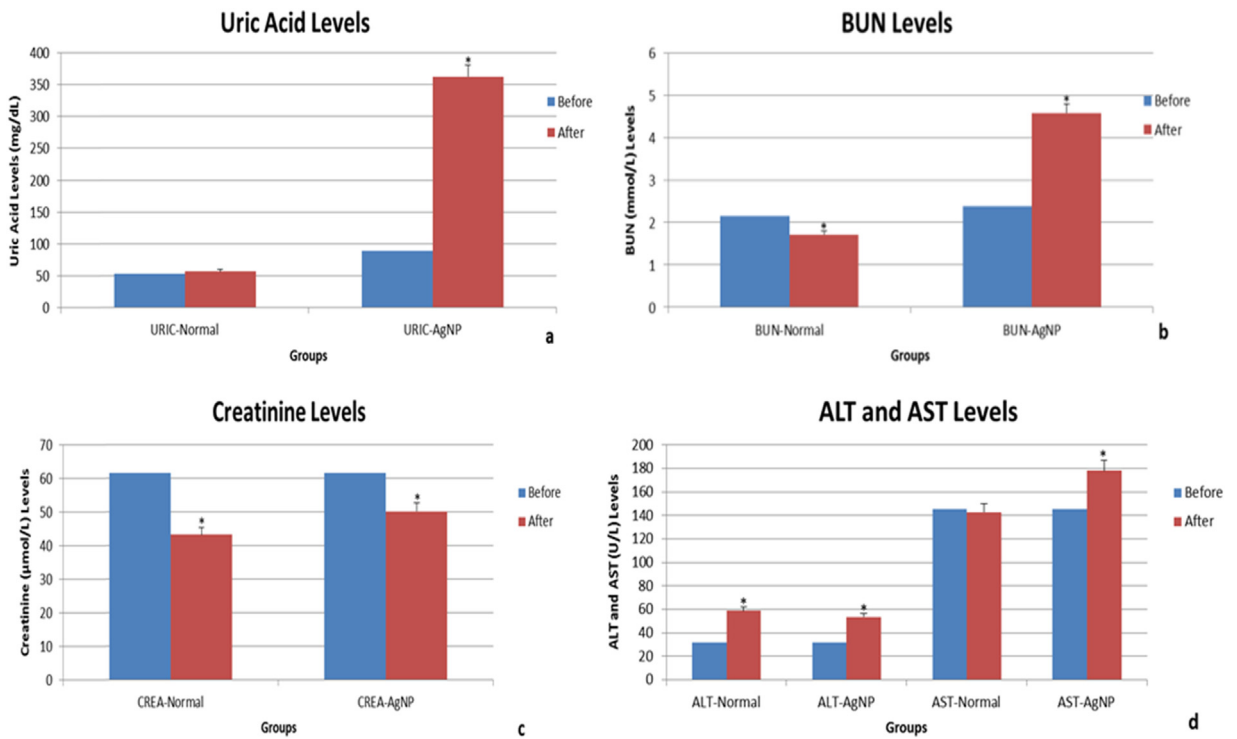 Uric Acid Levels
400
350
300
250
200
150
100
50
0
Uric Acid Levels (mg/dL)
*
Before
After
URIC-Normal
URIC-AgNP
Groups
a
BUN Levels
6
5
4
3
2
1
0
BUN (mmol/L) Levels
*
*
Before
After
BUN-Normal
BUN-AgNP
Groups
b
Creatinine Levels
70
60
50
40
30
20
10
0
Creatinine (µmol/L) Levels
*
*
Before
After
CREA-Normal
CREA-AgNP
Groups
c
ALT and AST Levels
200
180
160
140
120
100
80
60
40
20
0
ALT and AST (U/L) Levels
*
*
*
Before
After
ALT-Normal
ALT-AgNP
AST-Normal
AST-AgNP
Groups
d